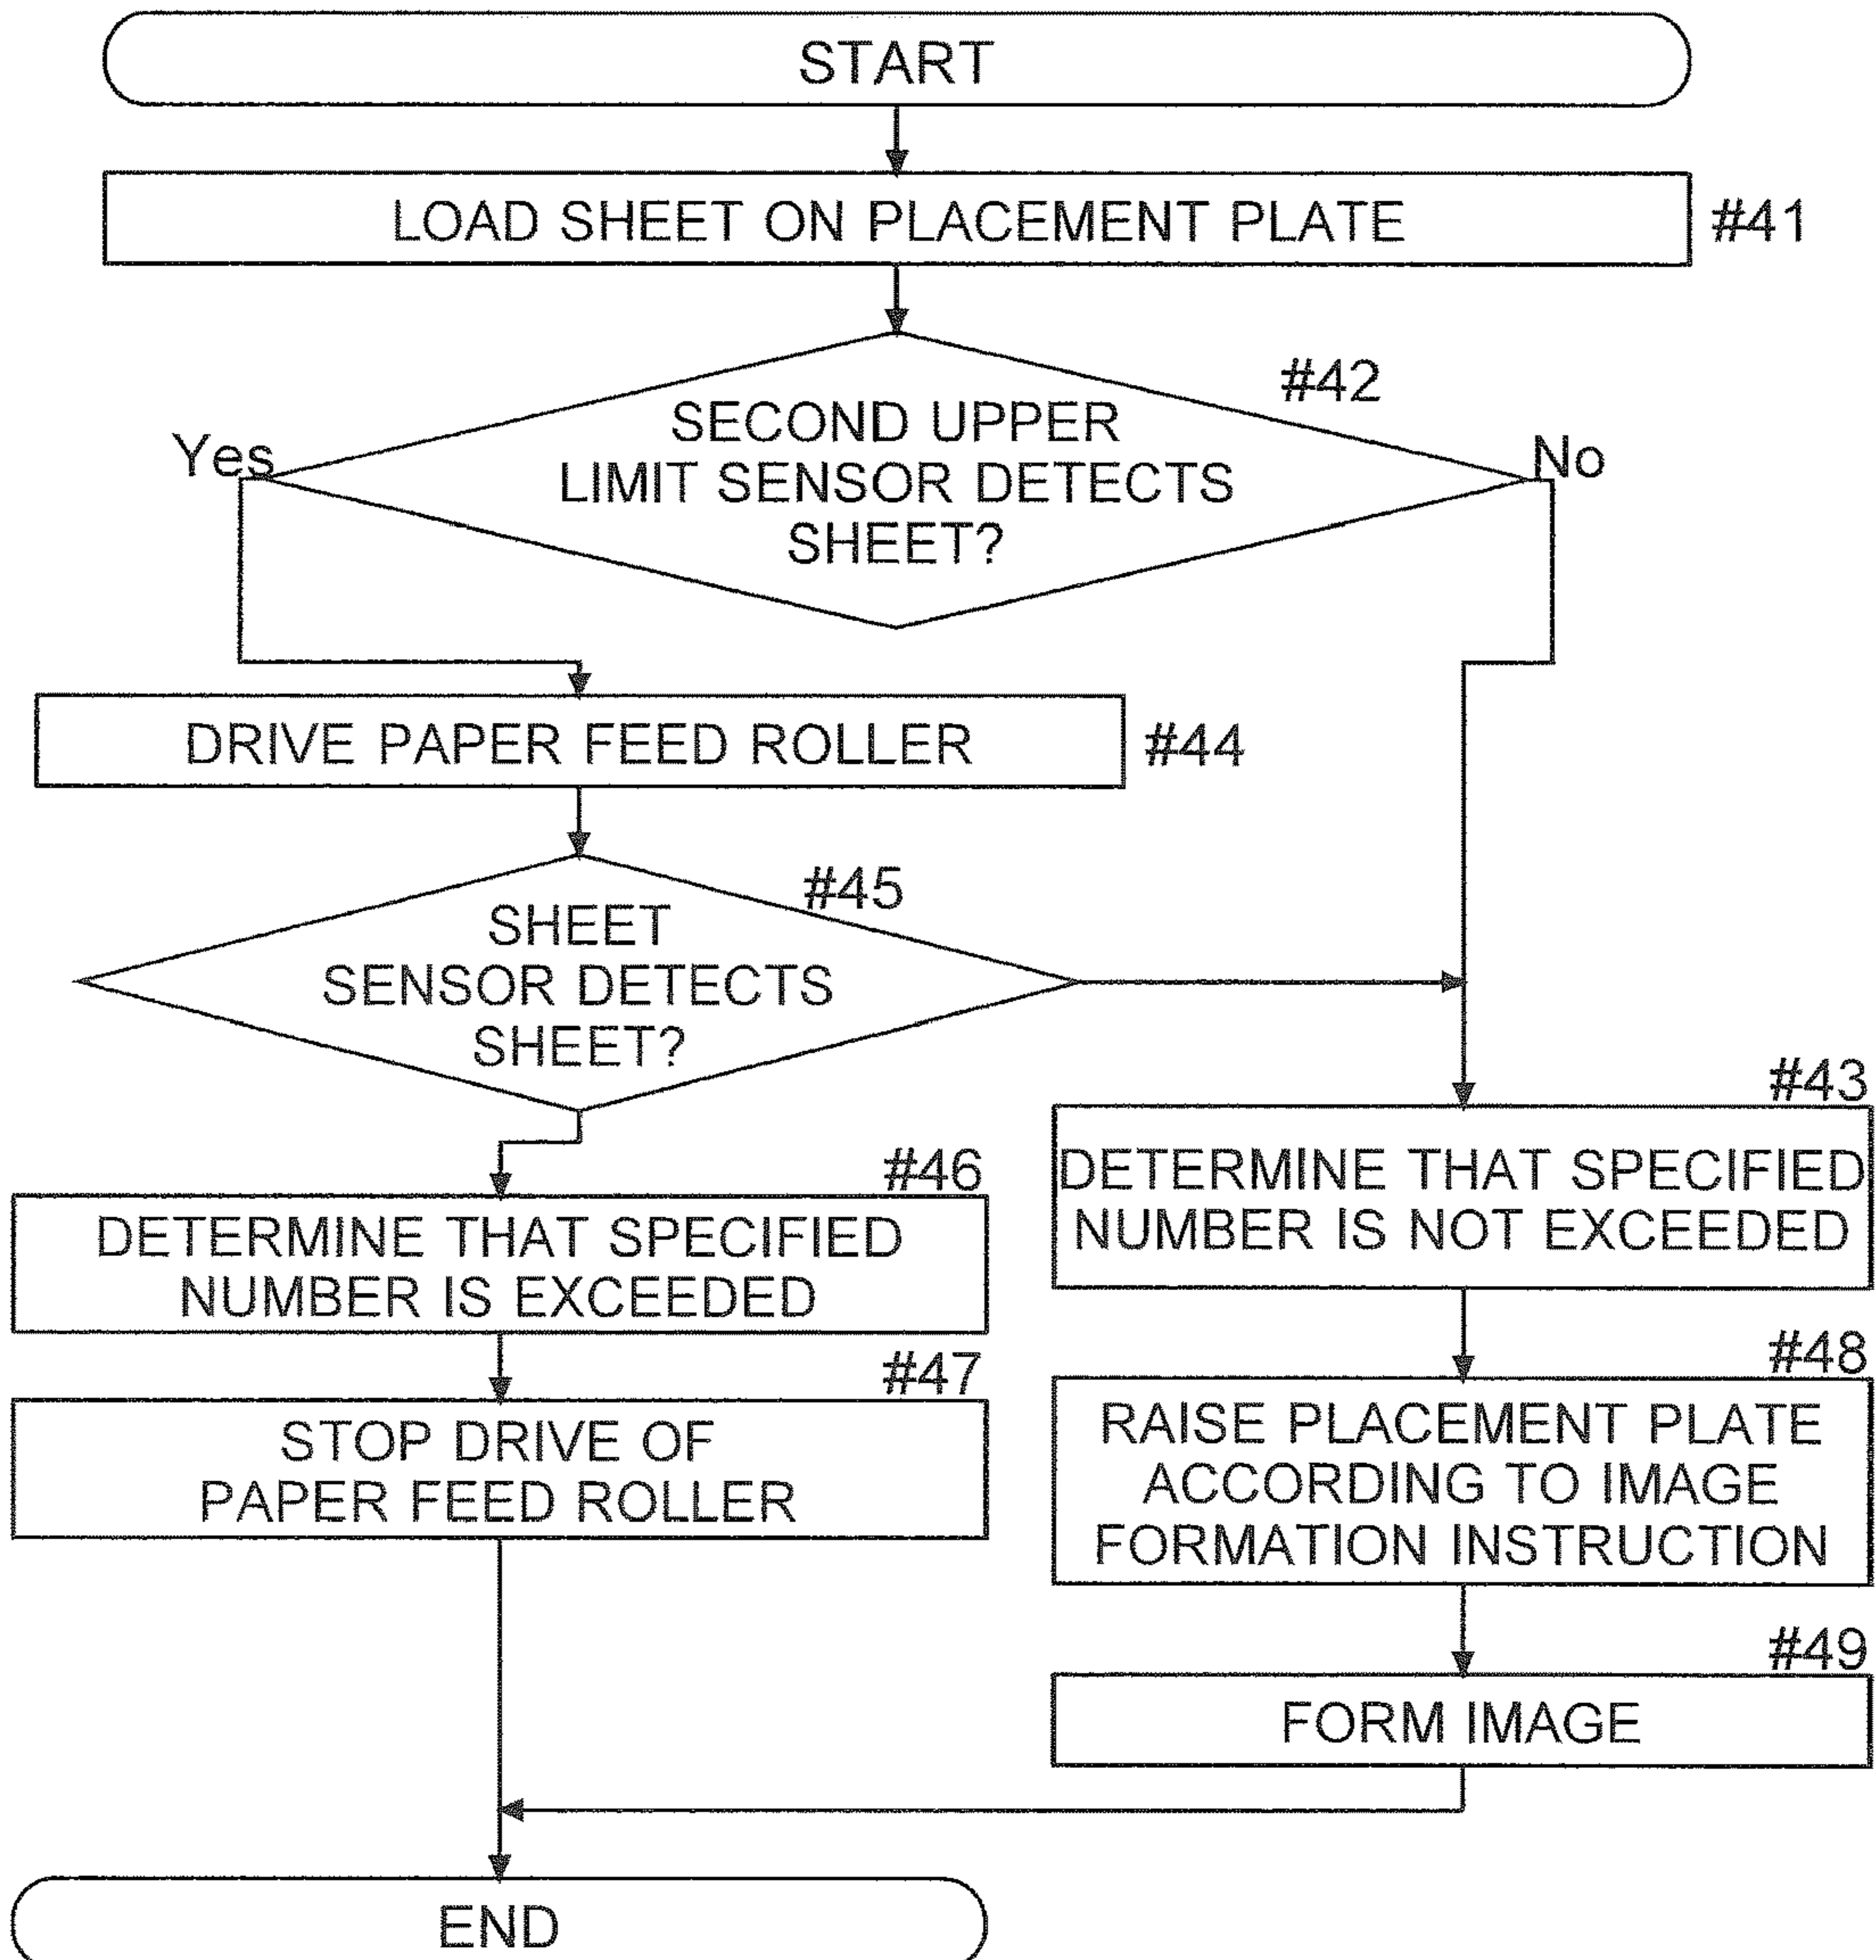 START
LOAD SHEET ON PLACEMENT PLATE
#41
#42
SECOND UPPER
LIMIT SENSOR DETECTS
SHEET?
Yes
No
DRIVE PAPER FEED ROLLER
#44
#45
SHEET
SENSOR DETECTS
SHEET?
#46
DETERMINE THAT SPECIFIED
NUMBER IS EXCEEDED
#47
STOP DRIVE OF
PAPER FEED ROLLER
#43
DETERMINE THAT SPECIFIED
NUMBER IS NOT EXCEEDED
#48
RAISE PLACEMENT PLATE
ACCORDING TO IMAGE
FORMATION INSTRUCTION
#49
FORM IMAGE
END